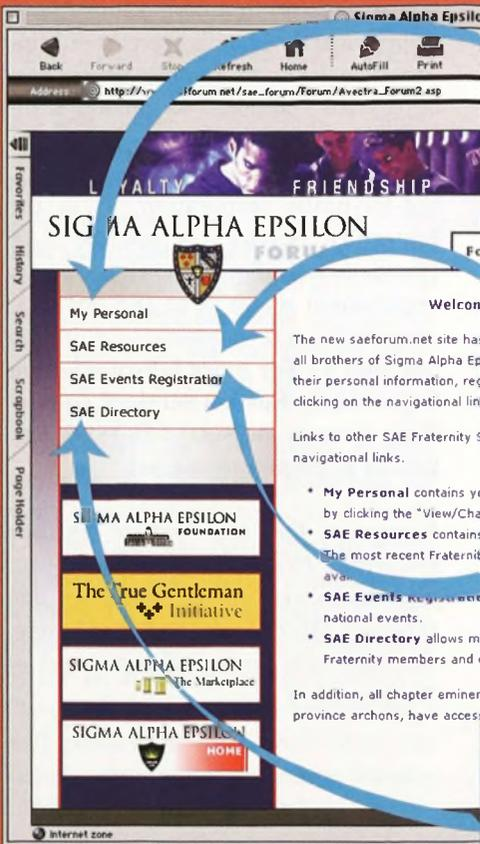 Sigma Alpha Epsilo
Back Forward Stop Refresh Home AutoFill Print
Address: http://www. forum net/sae_forum/Forum/Avectra_Forum2 asp
Favorites
History
Search
Scrapbook
Page Holder
LOYALTY FRIENDSHIP
SIGMA ALPHA EPSILON
FORUM
Fo
My Personal
SAE Resources
SAE Events Registration
SAE Directory
SIGMA ALPHA EPSILON
FOUNDATION
The True Gentleman
Initiative
SIGMA ALPHA EPSILON
The Marketplace
SIGMA ALPHA EPSILON
HOME
Welcom
The new saeforum.net site has
all brothers of Sigma Alpha Ep
their personal information, reg
clicking on the navigational lin
Links to other SAE Fraternity S
navigational links.
• My Personal contains yo
by clicking the "View/Cha
• SAE Resources contains
The most recent Fraternit
avai
• SAE Events Registratio
national events.
• SAE Directory allows m
Fraternity members and
In addition, all chapter eminen
province archons, have access
Internet zone